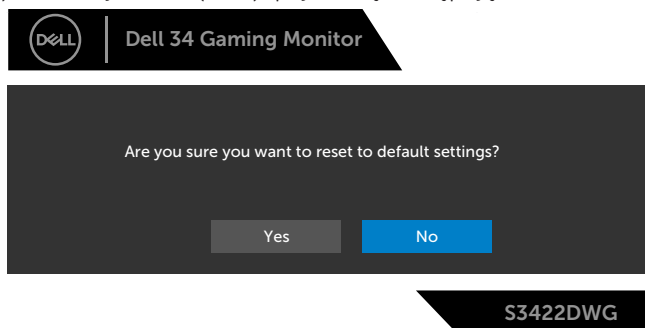 DELL
Dell 34 Gaming Monitor
Are you sure you want to reset to default settings?
Yes No
S3422DWG